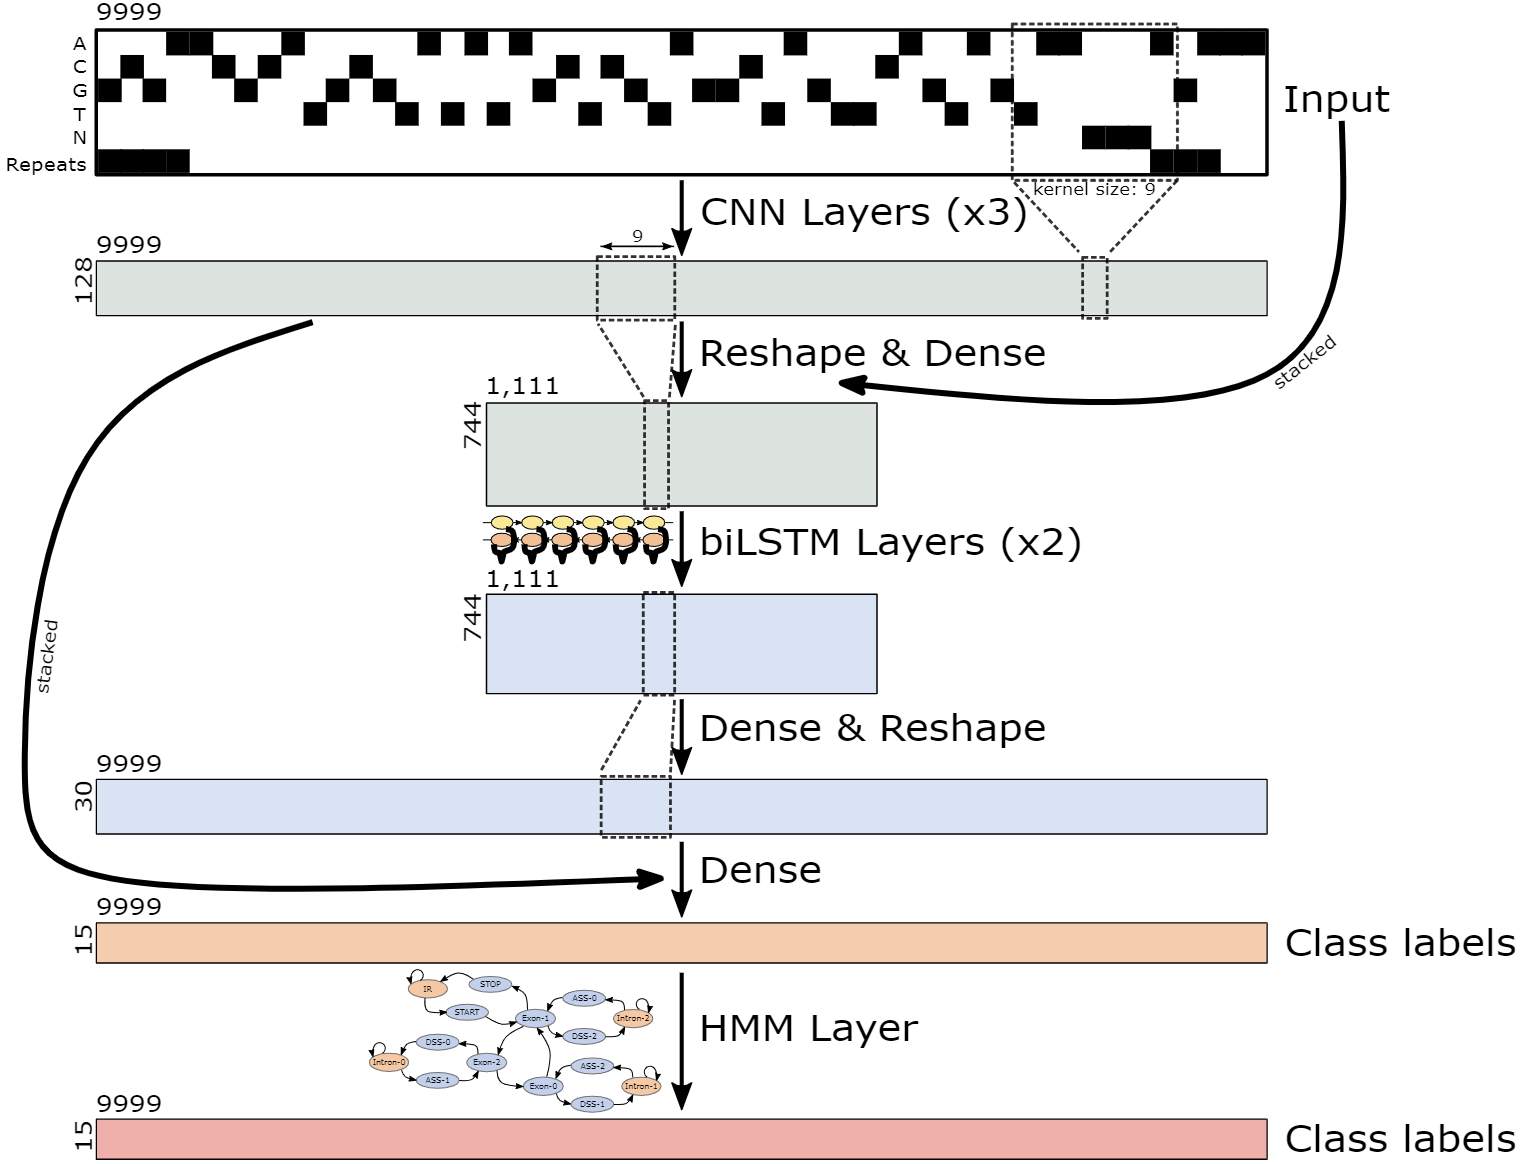 9999
A
C
G
T
N
Repeats
Input
kernel size: 9
CNN Layers (x3)
9
9999
128
Reshape & Dense
stacked
1,111
744
biLSTM Layers (x2)
1,111
744
stacked
Dense & Reshape
9999
30
Dense
9999
15
Class labels
IR
STOP
START
Exon-1
ASS-0
Intron-2
DSS-2
DSS-0
Intron-0
Exon-2
ASS-1
ASS-2
Exon-0
Intron-1
DSS-1
HMM Layer
9999
15
Class labels